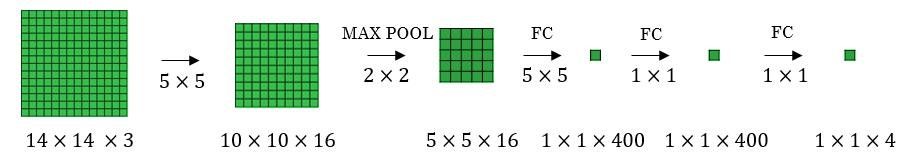 MAX POOL FC FC FC
5 × 5 2 × 2 5 × 5 1 × 1 1 × 1
14 × 14 × 3 10 × 10 × 16 5 × 5 × 16 1 × 1 × 400 1 × 1 × 400 1 × 1 × 4